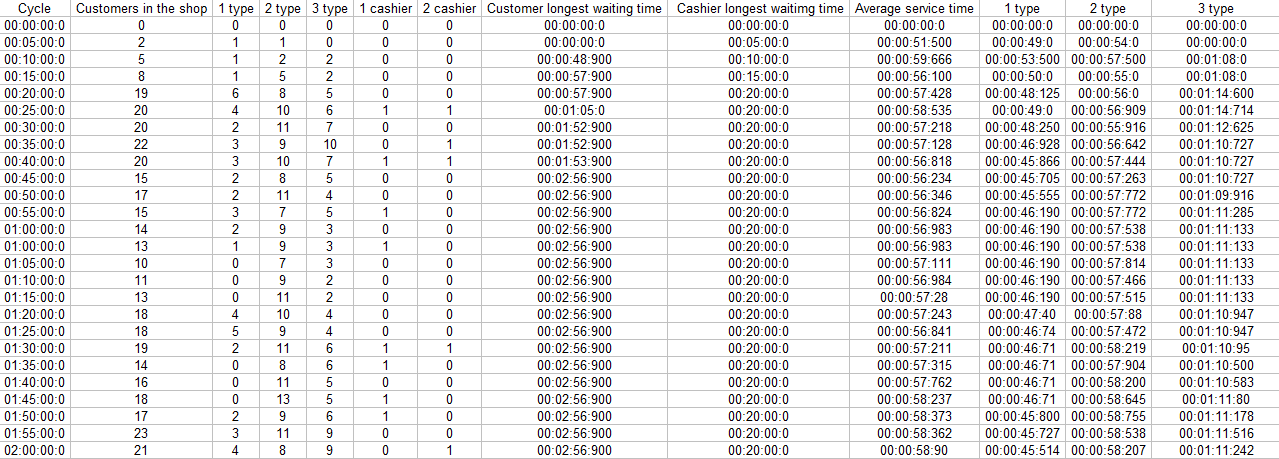 Cycle Customers in the shop 1 type 2 type 3 type 1 cashier 2 cashier Customer longest waiting time Cashier longest waitimg time Average service time 1 type 2 type 3 type
00:00:00:0 0 0 0 0 0 0 00:00:00:0 00:00:00:0 00:00:00:0 00:00:00:0 00:00:00:0 00:00:00:0
00:05:00:0 2 1 1 0 0 0 00:00:00:0 00:05:00:0 00:00:51:500 00:00:49:0 00:00:54:0 00:00:00:0
00:10:00:0 5 1 2 2 0 0 00:00:48:900 00:10:00:0 00:00:59:666 00:00:53:500 00:00:57:500 00:01:08:0
00:15:00:0 8 1 5 2 0 0 00:00:57:900 00:15:00:0 00:00:56:100 00:00:50:0 00:00:55:0 00:01:08:0
00:20:00:0 19 6 8 5 0 0 00:00:57:900 00:20:00:0 00:00:57:428 00:00:48:125 00:00:56:0 00:01:14:600
00:25:00:0 20 4 10 6 1 1 00:01:05:0 00:20:00:0 00:00:58:535 00:00:49:0 00:00:56:909 00:01:14:714
00:30:00:0 20 2 11 7 0 0 00:01:52:900 00:20:00:0 00:00:57:218 00:00:48:250 00:00:55:916 00:01:12:625
00:35:00:0 22 3 9 10 0 1 00:01:52:900 00:20:00:0 00:00:57:128 00:00:46:928 00:00:56:642 00:01:10:727
00:40:00:0 20 3 10 7 1 1 00:01:53:900 00:20:00:0 00:00:56:818 00:00:45:866 00:00:57:444 00:01:10:727
00:45:00:0 15 2 8 5 0 0 00:02:56:900 00:20:00:0 00:00:56:234 00:00:45:705 00:00:57:263 00:01:10:727
00:50:00:0 17 2 11 4 0 0 00:02:56:900 00:20:00:0 00:00:56:346 00:00:45:555 00:00:57:772 00:01:09:916
00:55:00:0 15 3 7 5 1 0 00:02:56:900 00:20:00:0 00:00:56:824 00:00:46:190 00:00:57:772 00:01:11:285
01:00:00:0 14 2 9 3 0 0 00:02:56:900 00:20:00:0 00:00:56:983 00:00:46:190 00:00:57:538 00:01:11:133
01:00:00:0 13 1 9 3 1 0 00:02:56:900 00:20:00:0 00:00:56:983 00:00:46:190 00:00:57:538 00:01:11:133
01:05:00:0 10 0 7 3 0 0 00:02:56:900 00:20:00:0 00:00:57:111 00:00:46:190 00:00:57:814 00:01:11:133
01:10:00:0 11 0 9 2 0 0 00:02:56:900 00:20:00:0 00:00:56:984 00:00:46:190 00:00:57:466 00:01:11:133
01:15:00:0 13 0 11 2 0 0 00:02:56:900 00:20:00:0 00:00:57:28 00:00:46:190 00:00:57:515 00:01:11:133
01:20:00:0 18 4 10 4 0 0 00:02:56:900 00:20:00:0 00:00:57:243 00:00:47:40 00:00:57:88 00:01:10:947
01:25:00:0 18 5 9 4 0 0 00:02:56:900 00:20:00:0 00:00:56:841 00:00:46:74 00:00:57:472 00:01:10:947
01:30:00:0 19 2 11 6 1 1 00:02:56:900 00:20:00:0 00:00:57:211 00:00:46:71 00:00:58:219 00:01:10:95
01:35:00:0 14 0 8 6 1 0 00:02:56:900 00:20:00:0 00:00:57:315 00:00:46:71 00:00:57:904 00:01:10:500
01:40:00:0 16 0 11 5 0 0 00:02:56:900 00:20:00:0 00:00:57:762 00:00:46:71 00:00:58:200 00:01:10:583
01:45:00:0 18 0 13 5 1 0 00:02:56:900 00:20:00:0 00:00:58:237 00:00:46:71 00:00:58:645 00:01:11:80
01:50:00:0 17 2 9 6 1 0 00:02:56:900 00:20:00:0 00:00:58:373 00:00:45:800 00:00:58:755 00:01:11:178
01:55:00:0 23 3 11 9 0 0 00:02:56:900 00:20:00:0 00:00:58:362 00:00:45:727 00:00:58:538 00:01:11:516
02:00:00:0 21 4 8 9 0 1 00:02:56:900 00:20:00:0 00:00:58:90 00:00:45:514 00:00:58:207 00:01:11:242